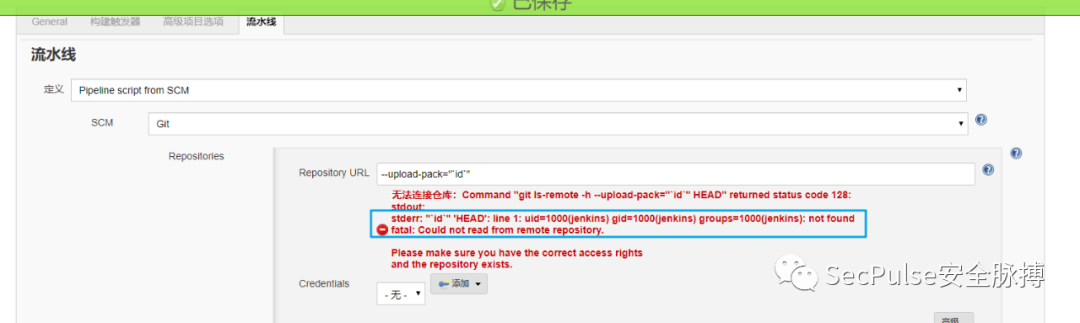 已保存
General 构建触发器 高级项目选项 流水线
流水线
定义 Pipeline script from SCM
SCM Git
Repositories
Repository URL --upload-pack="`id`"
无法连接仓库：Command "git ls-remote -h --upload-pack="`id`" HEAD" returned status code 128:
stdout:
stderr: "`id`" 'HEAD': line 1: uid=1000(jenkins) gid=1000(jenkins) groups=1000(jenkins): not found
fatal: Could not read from remote repository.
Please make sure you have the correct access rights
and the repository exists.
Credentials
- 无 - 添加
SecPulse安全脉搏
高级...